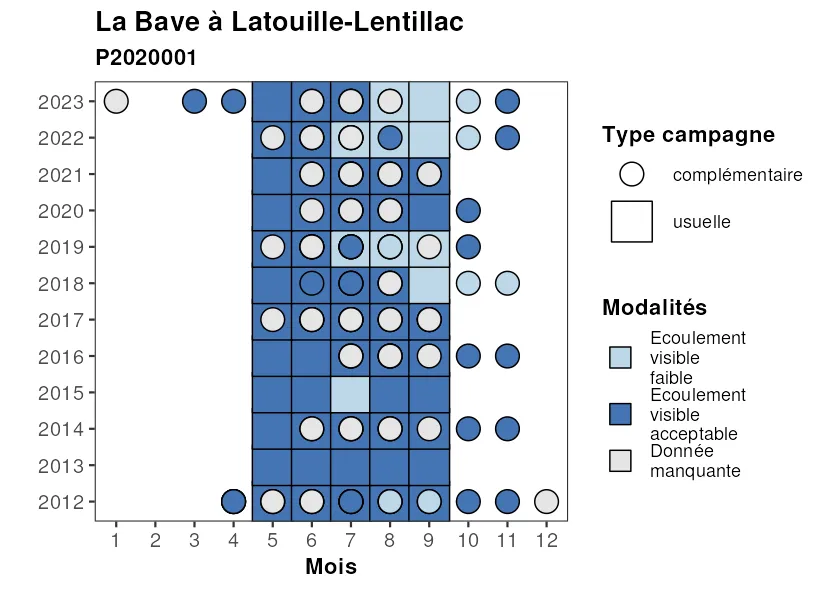 La Bave à Latouille-Lentillac
P2020001
2023
2022
2021
2020
2019
2018
2017
2016
2015
2014
2013
2012
1 2 3 4 5 6 7 8 9 10 11 12
Mois
Type campagne
complémentaire
usuelle
Modalités
Ecoulement
visible
faible
Ecoulement
visible
acceptable
Donnée
manquante